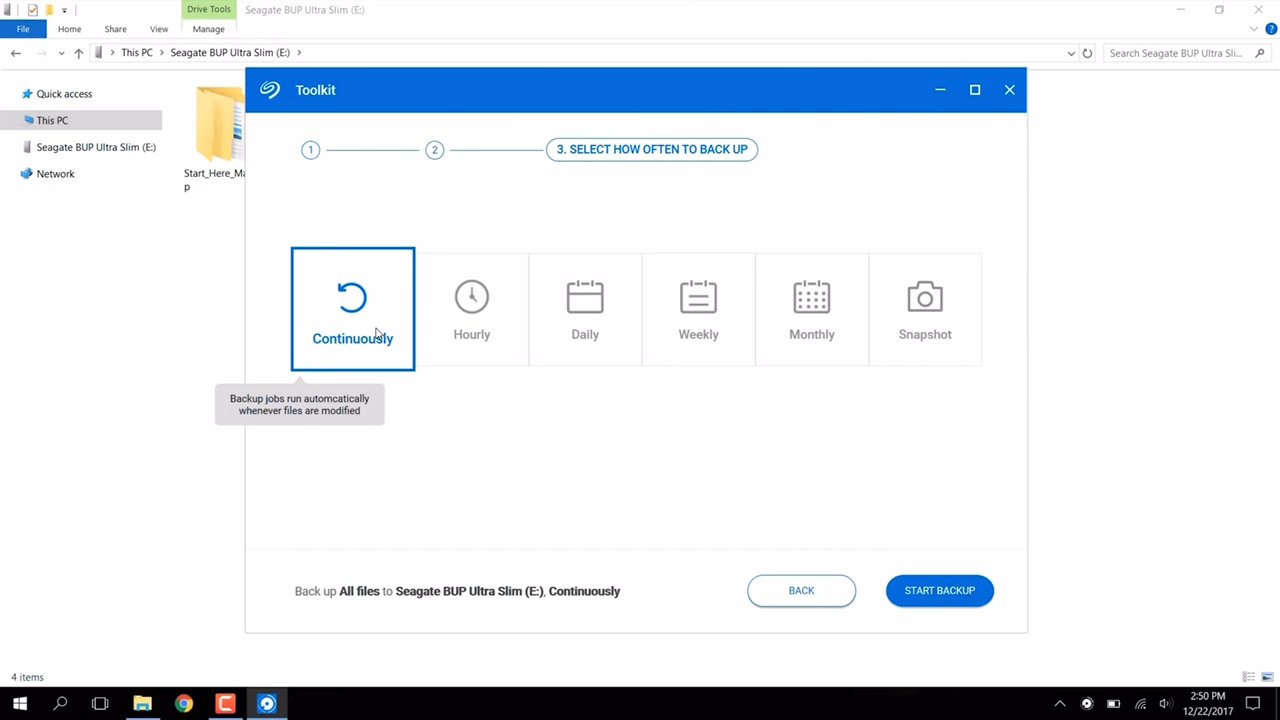 Drive Tools
Seagate BUP Ultra Slim (E:)
File
Home
Share
View
Manage
This PC
Seagate BUP Ultra Slim (E:)
Search Seagate BUP Ultra Sli...
Quick access
This PC
Seagate BUP Ultra Slim (E:)
Network
Start_Here_Ma
p
Toolkit
1
2
3. SELECT HOW OFTEN TO BACK UP
Continuously
Hourly
Daily
Weekly
Monthly
Snapshot
Backup jobs run automcatically
whenever files are modified
Back up All files to Seagate BUP Ultra Slim (E:), Continuously
BACK
START BACKUP
4 items
2:50 PM
12/22/2017